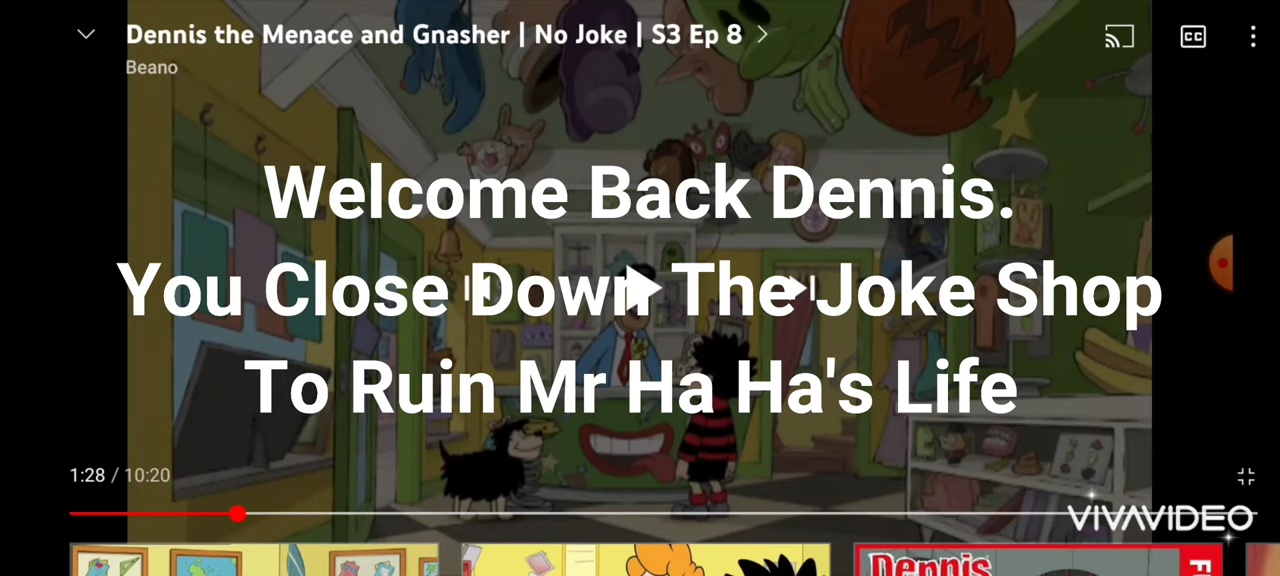 Dennis the Menace and Gnasher | No Joke | S3 Ep 8
Beano
CC
Welcome Back Dennis.
You Close Down The Joke Shop
To Ruin Mr Ha Ha's Life
1:28 / 10:20
VIVAVIDEO
Dennis